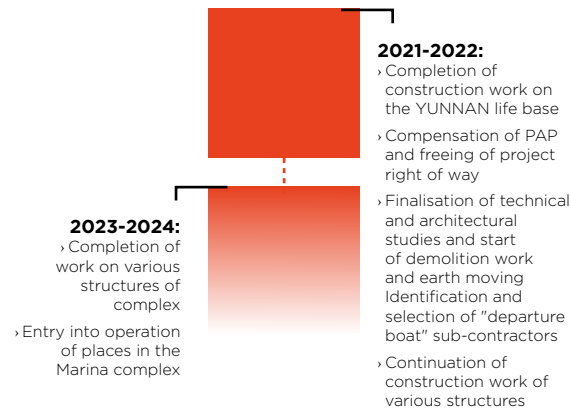 2021-2022:
› Completion of
construction work on
the YUNNAN life base
› Compensation of PAP
and freeing of project
right of way
› Finalisation of technical
and architectural
studies and start
of demolition work
and earth moving
Identification and
selection of "departure
boat" sub-contractors
› Continuation of
construction work of
various structures
2023-2024:
› Completion of
work on various
structures of
complex
› Entry into operation
of places in the
Marina complex